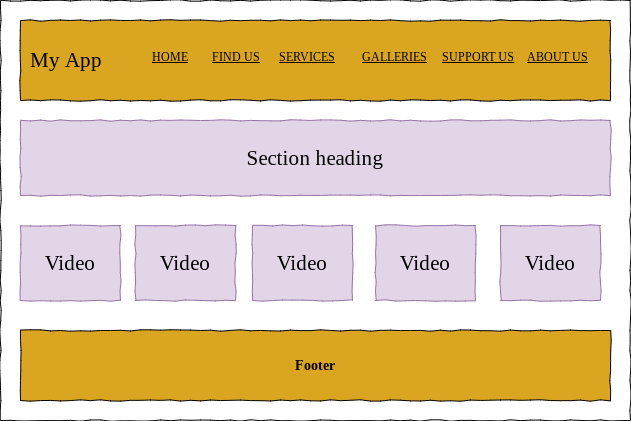 My App HOME FIND US SERVICES GALLERIES SUPPORT US ABOUT US
Section heading
Video Video Video Video Video
Footer